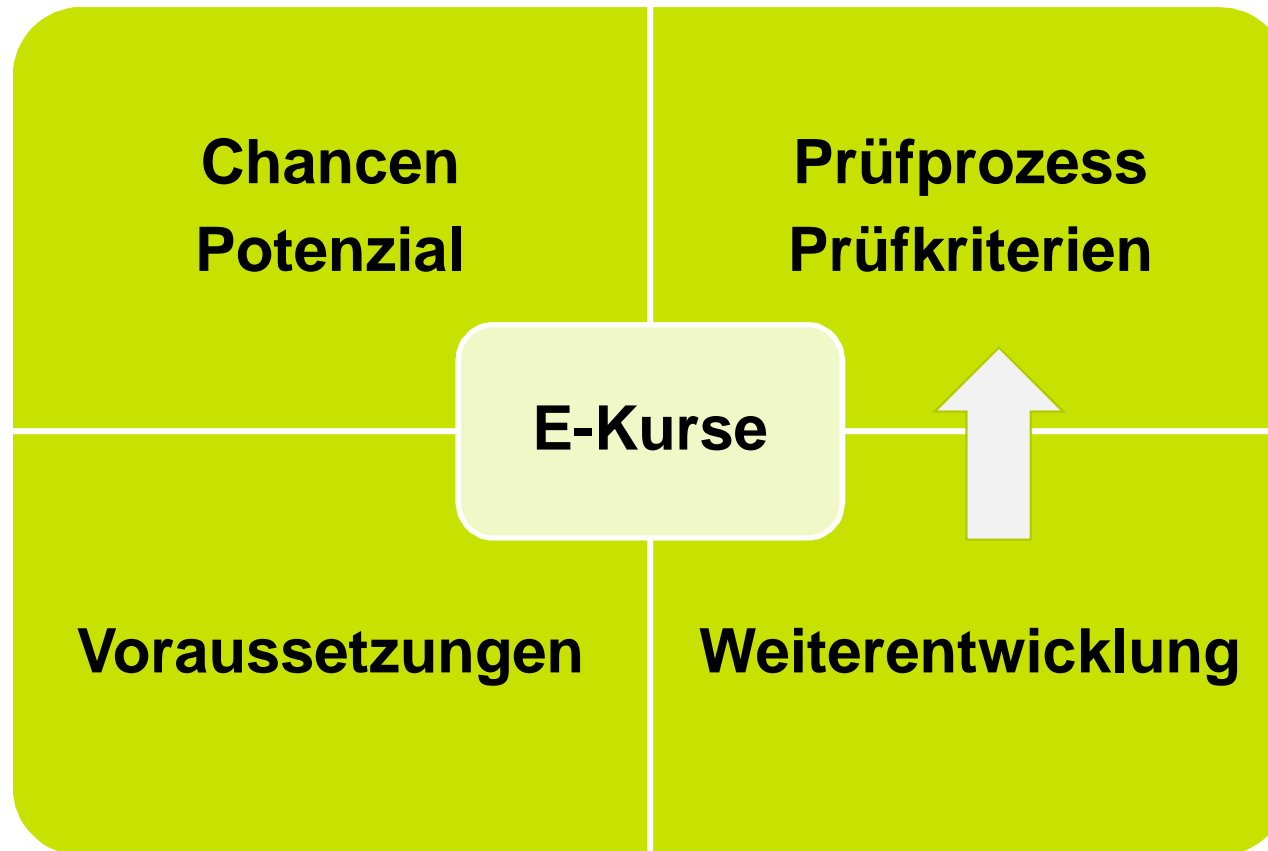 Chancen
Potenzial
Prüfprozess
Prüfkriterien
E-Kurse
Voraussetzungen
Weiterentwicklung